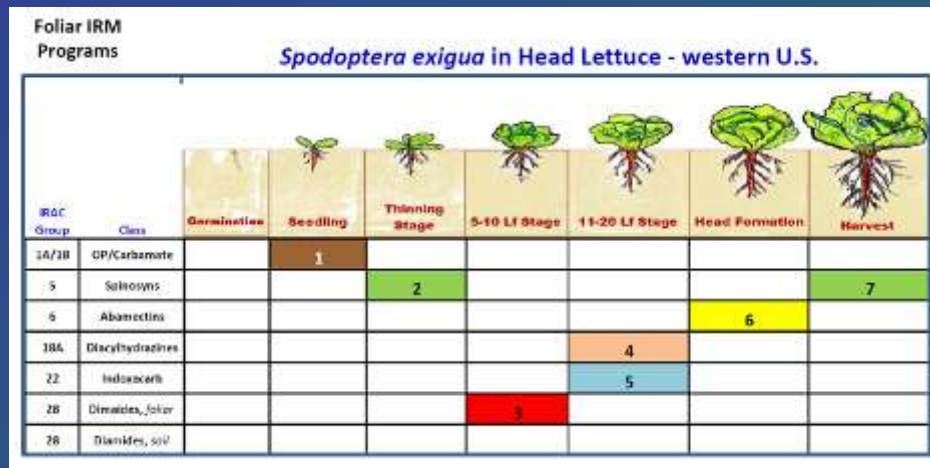 Foliar IRM
Programs
Spodoptera exigua in Head Lettuce - western U.S.
IRAC
Group
Class
Germination
Seedling
Thinning
Stage
5-10 Lf Stage
11-20 Lf Stage
Head Formation
Harvest
1A/1B OP/Carbamate 1
5 Spinosyns 2 7
6 Abamectins 6
18A Diacylhydrazines 4
22 Indoxacarb 5
28 Dimaides, foliar 3
28 Diamides, soil